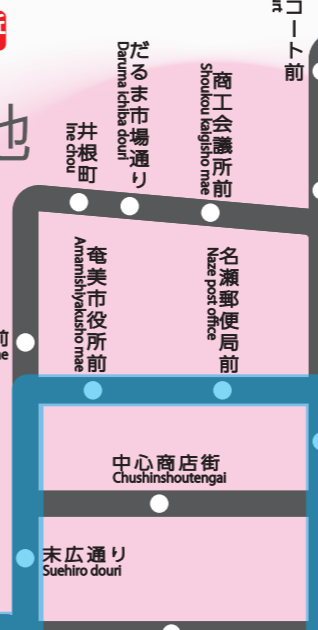 コート前
商工会議所前
Shoukou kaigisho mae
だるま市場通り
Daruma ichiba douri
井根町
Ine chou
池
奄美市役所前
Amamishiyakusho mae
名瀬郵便局前
Naze post office
前
中心商店街
Chushinshoutengai
末広通り
Suehiro douri